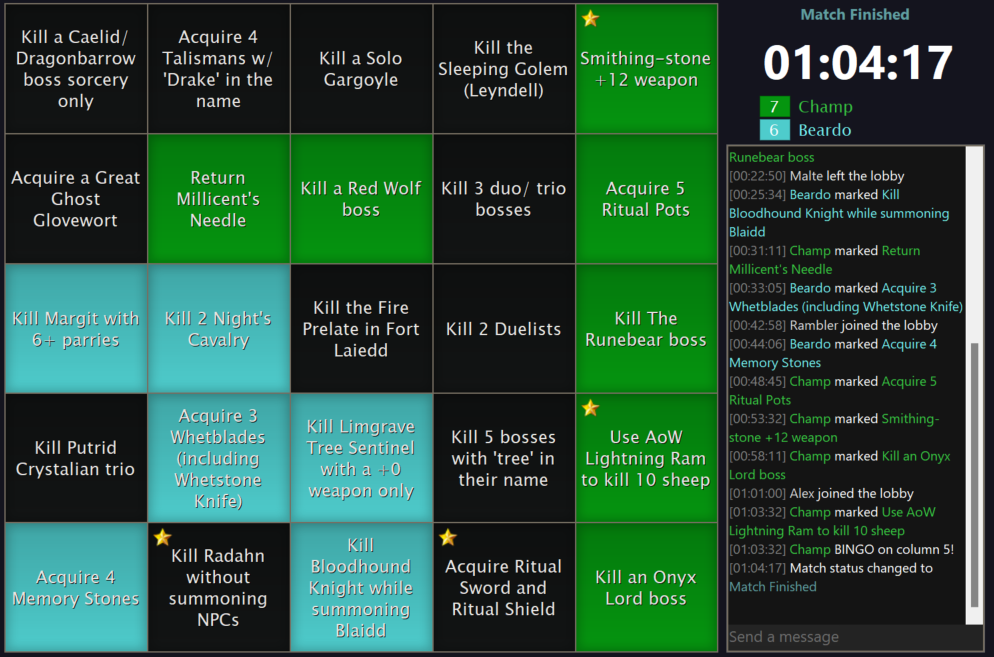 Kill a Caelid/
Dragonbarrow
boss sorcery
only
Acquire 4
Talismans w/
'Drake' in the
name
Kill a Solo
Gargoyle
Kill the
Sleeping Golem
(Leyndell)
Smithing-stone
+12 weapon
Acquire a Great
Ghost
Glovewort
Return
Millicent's
Needle
Kill a Red Wolf
boss
Kill 3 duo/ trio
bosses
Acquire 5
Ritual Pots
Kill Margit with
6+ parries
Kill 2 Night's
Cavalry
Kill the Fire
Prelate in Fort
Laiedd
Kill 2 Duelists
Kill The
Runebear boss
Kill Putrid
Crystalian trio
Acquire 3
Whetblades
(including
Whetstone
Knife)
Kill Limgrave
Tree Sentinel
with a +0
weapon only
Kill 5 bosses
with 'tree' in
their name
Use AoW
Lightning Ram
to kill 10 sheep
Acquire 4
Memory Stones
Kill Radahn
without
summoning
NPCs
Kill
Bloodhound
Knight while
summoning
Blaidd
Acquire Ritual
Sword and
Ritual Shield
Kill an Onyx
Lord boss
Match Finished
01:04:17
7 Champ
6 Beardo
Runebear boss
[00:22:50] Malte left the lobby
[00:25:34] Beardo marked Kill
Bloodhound Knight while summoning
Blaidd
[00:31:11] Champ marked Return
Millicent's Needle
[00:33:05] Beardo marked Acquire 3
Whetblades (including Whetstone Knife)
[00:42:58] Rambler joined the lobby
[00:44:06] Beardo marked Acquire 4
Memory Stones
[00:48:45] Champ marked Acquire 5
Ritual Pots
[00:53:32] Champ marked Smithing-
stone +12 weapon
[00:58:11] Champ marked Kill an Onyx
Lord boss
[01:01:00] Alex joined the lobby
[01:03:32] Champ marked Use AoW
Lightning Ram to kill 10 sheep
[01:03:32] Champ BINGO on column 5!
[01:04:17] Match status changed to
Match Finished
Send a message